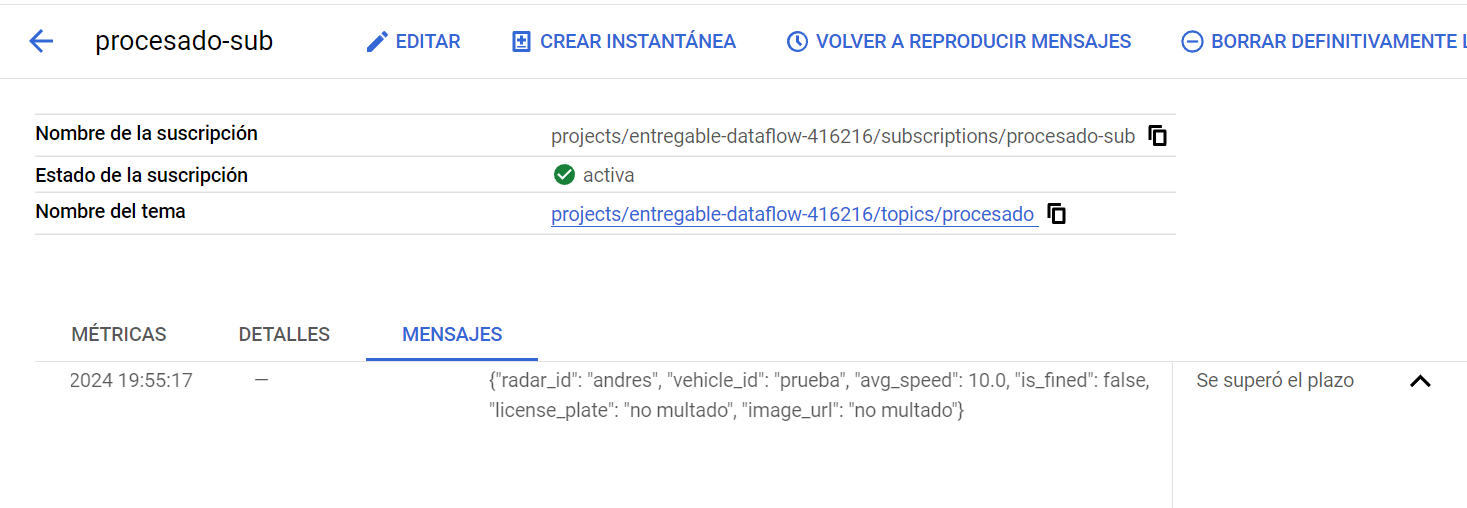 procesado-sub EDITAR CREAR INSTANTÁNEA VOLVER A REPRODUCIR MENSAJES BORRAR DEFINITIVAMENTE
Nombre de la suscripción projects/entregable-dataflow-416216/subscriptions/procesado-sub
Estado de la suscripción activa
Nombre del tema projects/entregable-dataflow-416216/topics/procesado
MÉTRICAS DETALLES MENSAJES
2024 19:55:17 — {"radar_id": "andres", "vehicle_id": "prueba", "avg_speed": 10.0, "is_fined": false, Se superó el plazo
"license_plate": "no multado", "image_url": "no multado"}